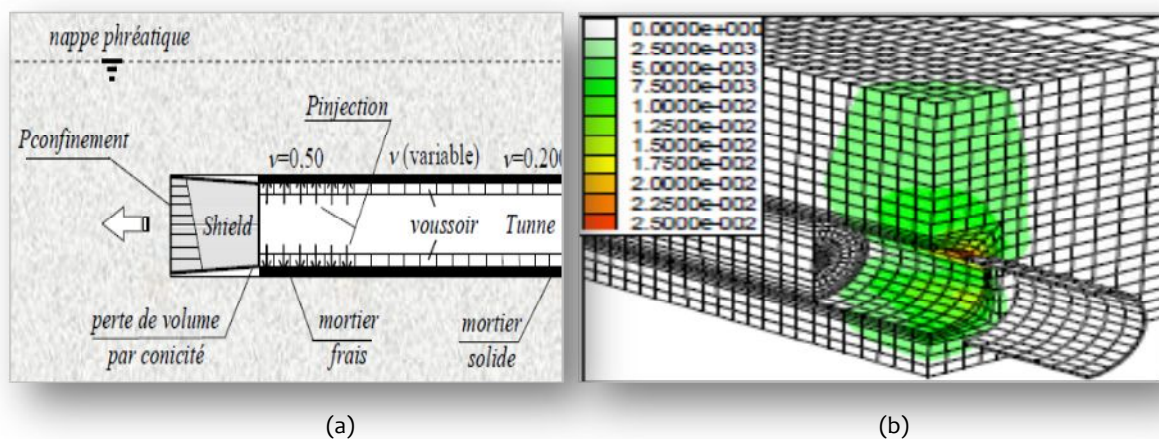 nappe phréatique
Pinjection
Pconfinement
ν=0.50
ν (variable)
ν=0.200
Shield
voussoir
Tunne
perte de volume
par conicité
mortier
frais
mortier
solide
(a)
0.0000e+000
2.5000e-003
5.0000e-003
7.5000e-003
1.0000e-002
1.2500e-002
1.5000e-002
1.7500e-002
2.0000e-002
2.2500e-002
2.5000e-002
(b)